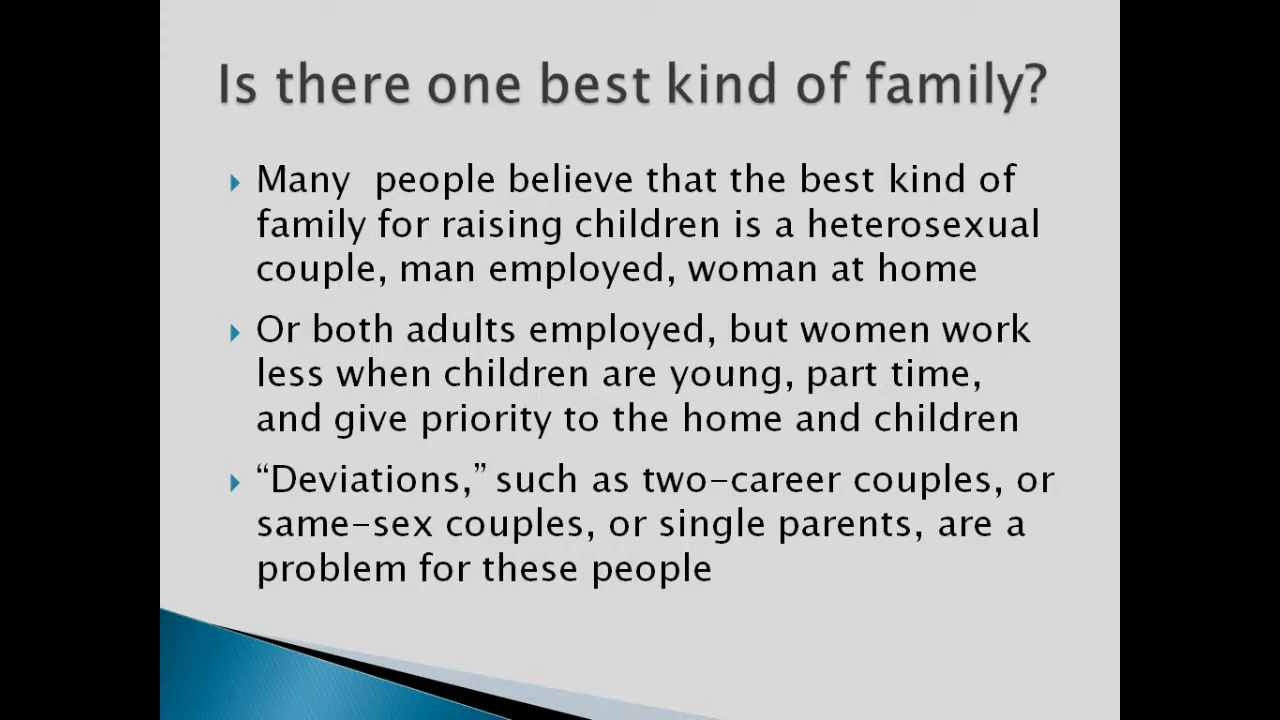 Is there one best kind of family?
Many  people believe that the best kind of
family for raising children is a heterosexual
couple, man employed, woman at home
Or both adults employed, but women work
less when children are young, part time,
and give priority to the home and children
“Deviations,” such as two-career couples, or
same-sex couples, or single parents, are a
problem for these people